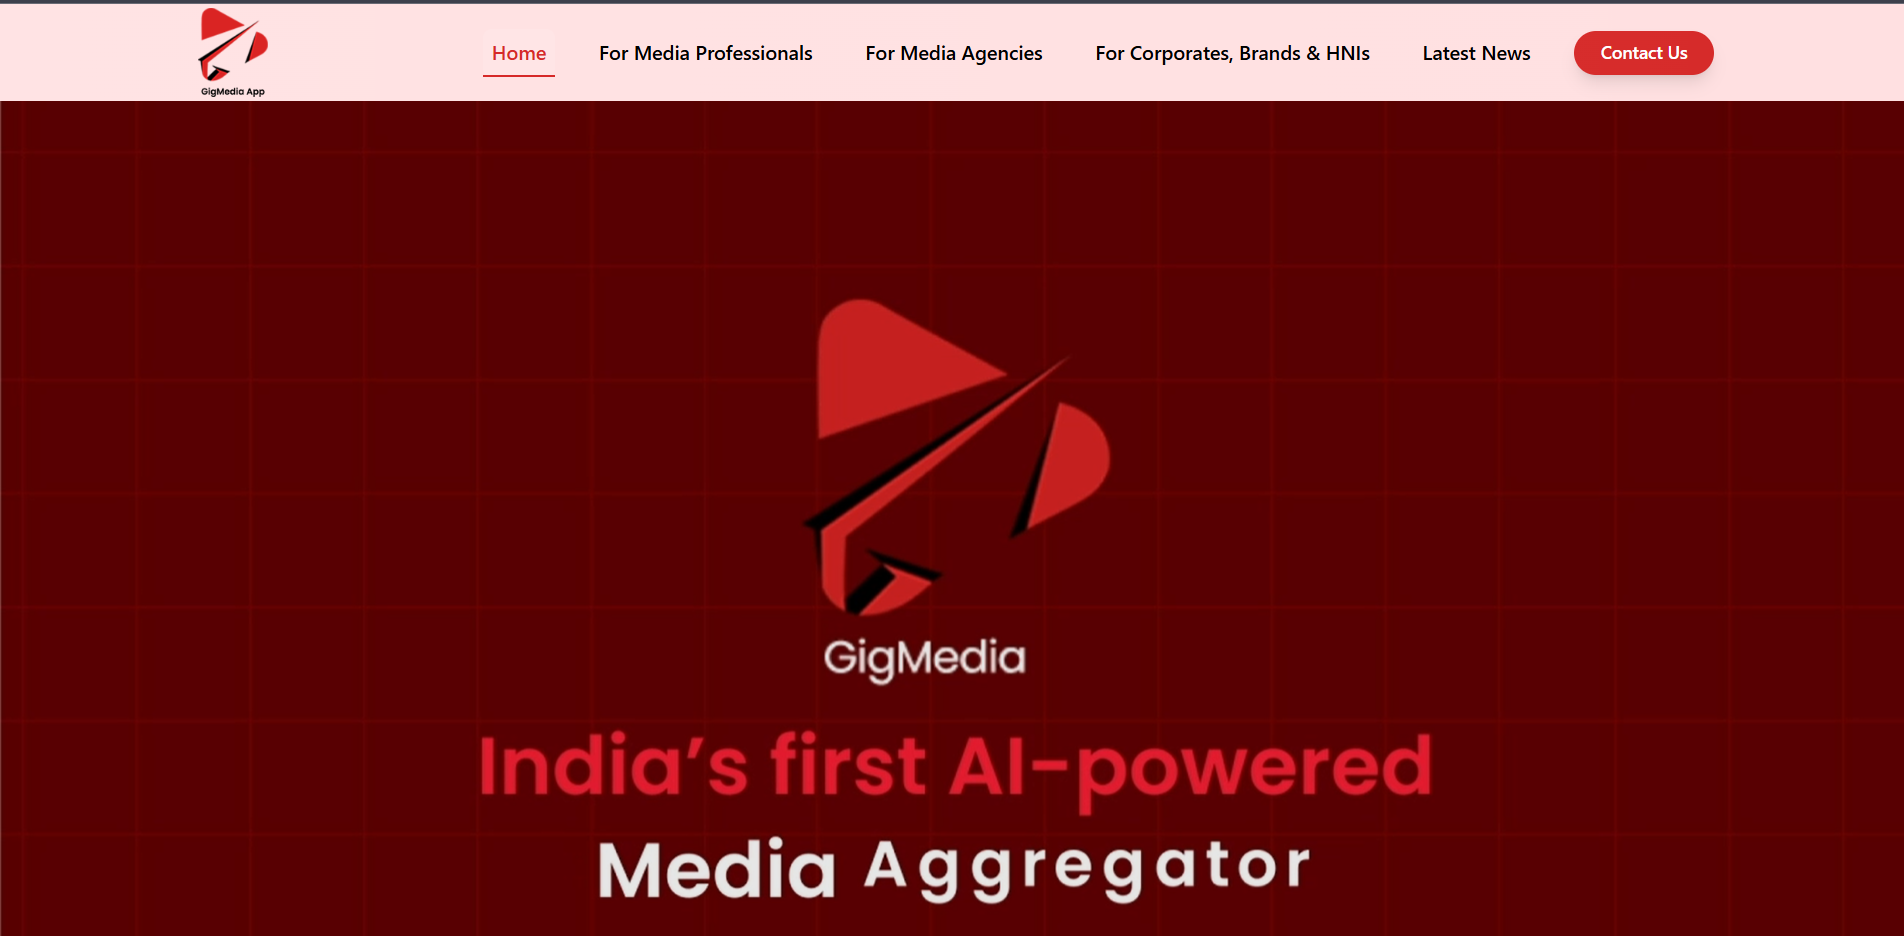 GigMedia App
Home For Media Professionals For Media Agencies For Corporates, Brands & HNIs Latest News Contact Us
GigMedia
India’s first AI-powered
Media Aggregator